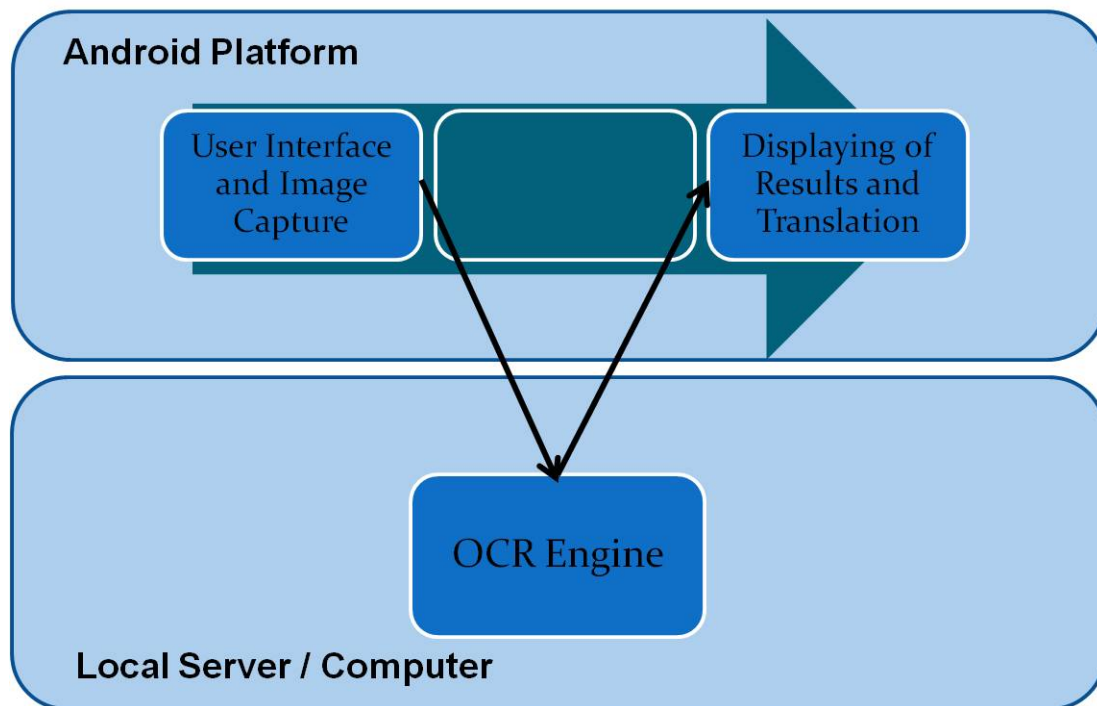 Android Platform
User Interface
and Image
Capture
Displaying of
Results and
Translation
OCR Engine
Local Server / Computer